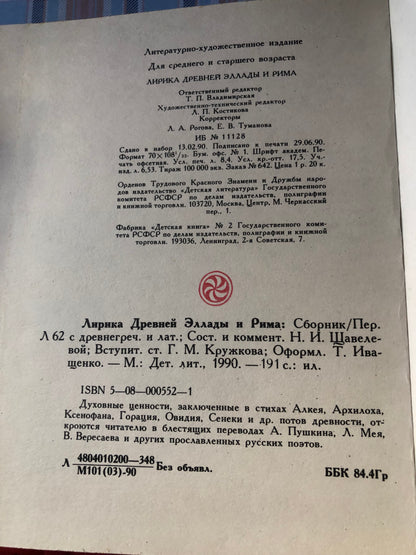 Литературно-художественное издание
Для среднего и старшего возраста
ЛИРИКА ДРЕВНЕЙ ЭЛЛАДЫ И РИМА
Ответственный редактор
Т. П. Владимирская
Художественно-технический редактор
Л. П. Костикова
Корректоры
Л. А. Рогова, Е. В. Туманова
ИБ № 11128
Сдано в набор 13.02.90. Подписано к печати 29.06.90.
Формат 70 × 108¹/₃₂. Бум. офс. № 1. Шрифт академ. Пе-
чать офсетная. Усл. печ. л. 8,4. Усл. кр.-отт. 17,5. Уч.-
изд. л. 6,53. Тираж 100 000 экз. Заказ № 642. Цена 1 р. 20 к.
Орденов Трудового Красного Знамени и Дружбы наро-
дов издательство «Детская литература» Государственного
комитета РСФСР по делам издательств, полиграфии
и книжной торговли. 103720, Москва, Центр, М. Черкасский
пер., 1.
Фабрика «Детская книга» № 2 Государственного коми-
тета РСФСР по делам издательств, полиграфии и книжной
торговли. 193036, Ленинград, 2-я Советская, 7.
Лирика Древней Эллады и Рима: Сборник/Пер.
Л 62 с древнегреч. и лат.; Сост. и коммент. Н. И. Щавеле-
вой; Вступит. ст. Г. М. Кружкова; Оформл. Т. Ива-
щенко. — М.: Дет. лит., 1990. —191 с.: ил.
ISBN 5—08—000552—1
Духовные ценности, заключенные в стихах Алкея, Архилоха,
Ксенофана, Горация, Овидия, Сенеки и др. потов древности, от-
кроются читателю в блестящих переводах А. Пушкина, Л. Мея,
В. Вересаева и других прославленных русских поэтов.
Л 4804010200—348 Без объявл.
М101(03)-90
ББК 84.4Гр